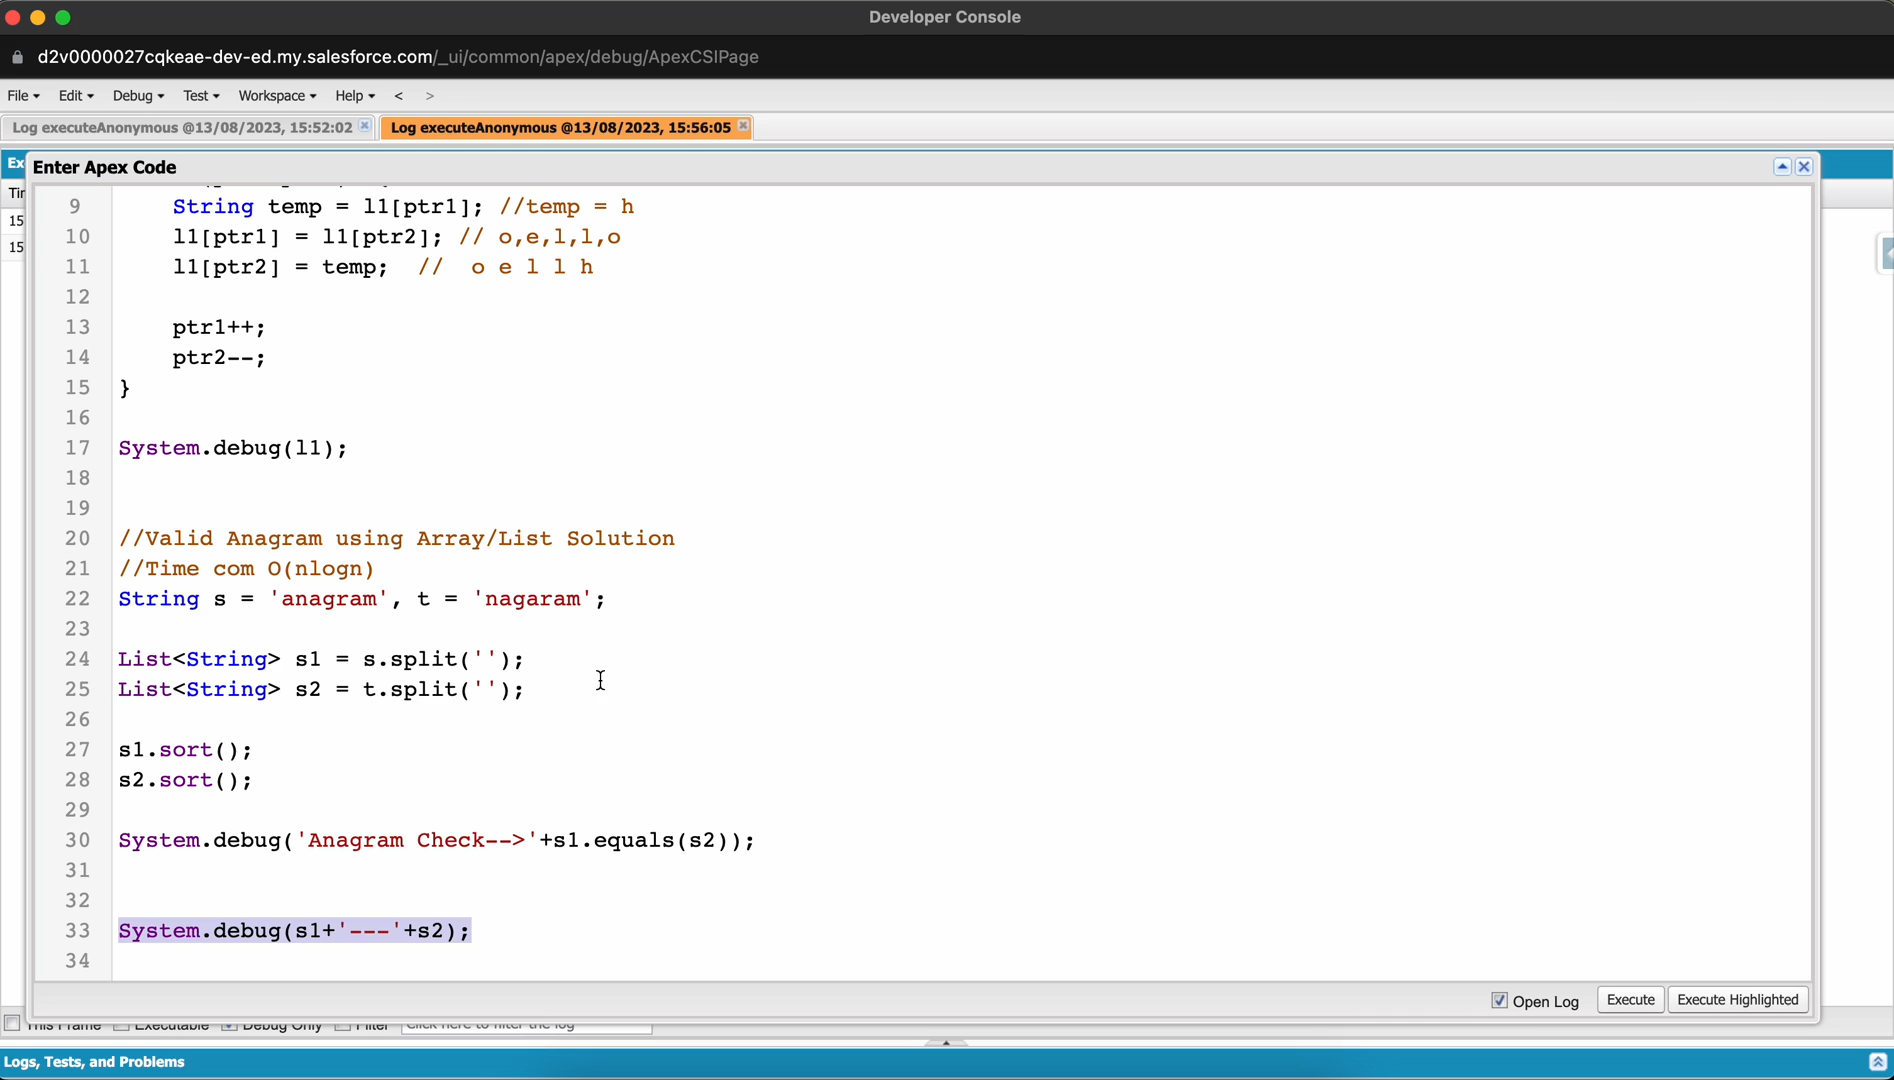 Developer Console
d2v0000027cqkeae-dev-ed.my.salesforce.com/_ui/common/apex/debug/ApexCSIPage
File Edit Debug Test Workspace Help < >
Log executeAnonymous @13/08/2023, 15:52:02 Log executeAnonymous @13/08/2023, 15:56:05
Ex
Enter Apex Code
15
15
9 String temp = l1[ptr1]; //temp = h
10 l1[ptr1] = l1[ptr2]; // o,e,l,l,o
11 l1[ptr2] = temp; // o e l l h
12
13 ptr1++;
14 ptr2--;
15 }
16
17 System.debug(l1);
18
19
20 //Valid Anagram using Array/List Solution
21 //Time com O(nlogn)
22 String s = 'anagram', t = 'nagaram';
23
24 List<String> s1 = s.split('');
25 List<String> s2 = t.split('');
26
27 s1.sort();
28 s2.sort();
29
30 System.debug('Anagram Check-->'+s1.equals(s2));
31
32
33 System.debug(s1+'---'+s2);
34
Open Log Execute Execute Highlighted
This Frame Executable Debug Only Filter Click here to filter the log
Logs, Tests, and Problems